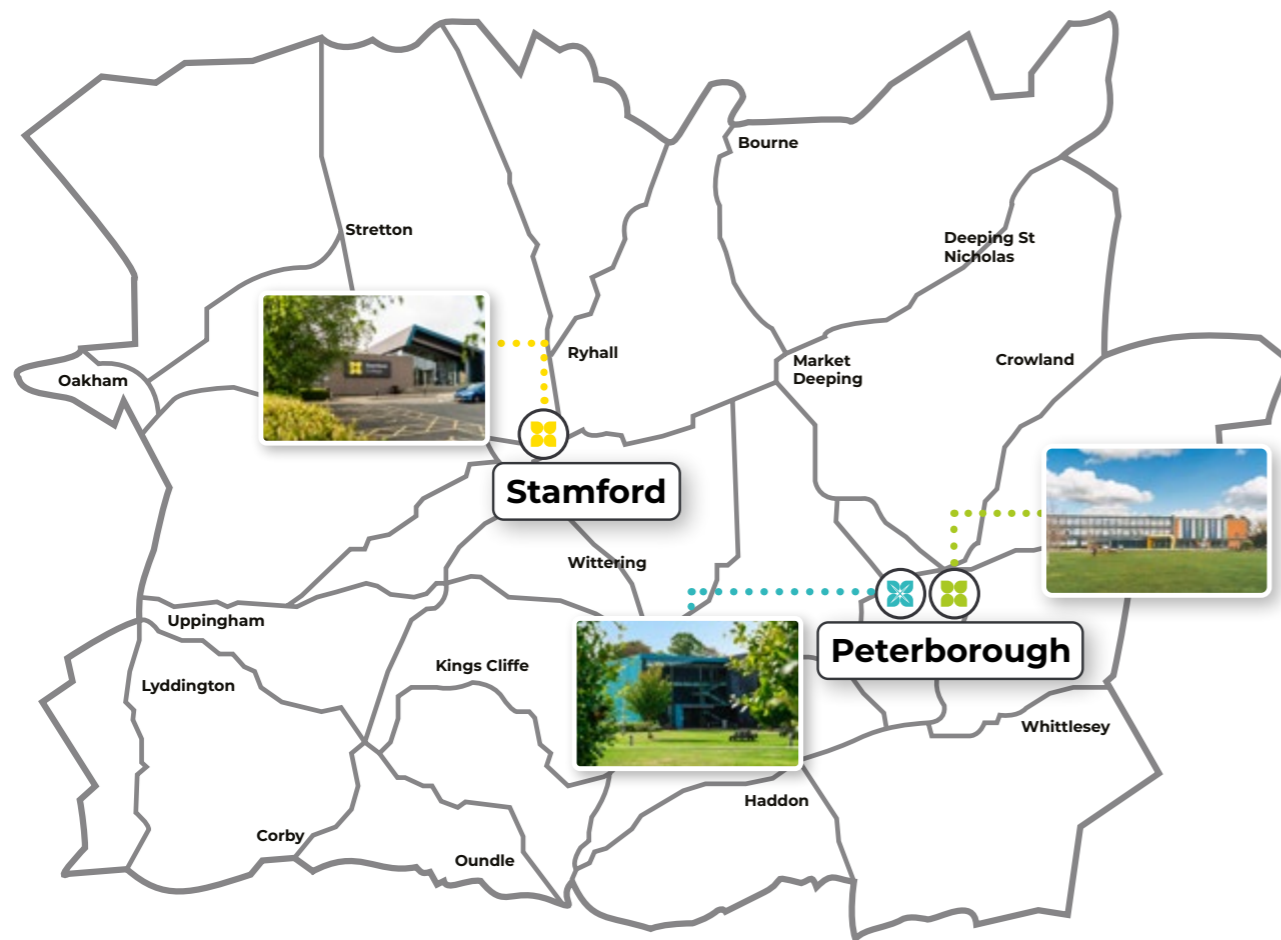 Bourne
Stretton
Deeping St
Nicholas
Ryhall
Market
Deeping
Crowland
Oakham
Stamford
Stamford
Wittering
Uppingham
Peterborough
Kings Cliffe
Lyddington
Whittlesey
Haddon
Corby
Oundle